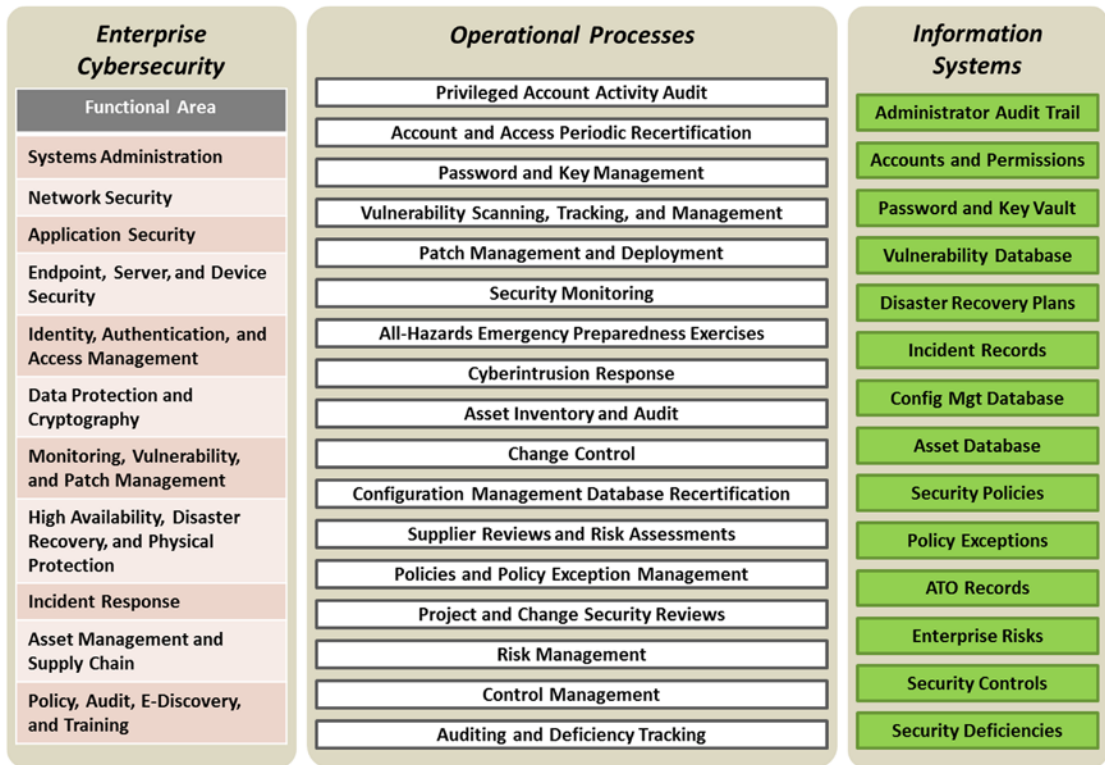 Enterprise
Cybersecurity
Functional Area
Systems Administration
Network Security
Application Security
Endpoint, Server, and Device
Security
Identity, Authentication, and
Access Management
Data Protection and
Cryptography
Monitoring, Vulnerability,
and Patch Management
High Availability, Disaster
Recovery, and Physical
Protection
Incident Response
Asset Management and
Supply Chain
Policy, Audit, E-Discovery,
and Training
Operational Processes
Privileged Account Activity Audit
Account and Access Periodic Recertification
Password and Key Management
Vulnerability Scanning, Tracking, and Management
Patch Management and Deployment
Security Monitoring
All-Hazards Emergency Preparedness Exercises
Cyberintrusion Response
Asset Inventory and Audit
Change Control
Configuration Management Database Recertification
Supplier Reviews and Risk Assessments
Policies and Policy Exception Management
Project and Change Security Reviews
Risk Management
Control Management
Auditing and Deficiency Tracking
Information
Systems
Administrator Audit Trail
Accounts and Permissions
Password and Key Vault
Vulnerability Database
Disaster Recovery Plans
Incident Records
Config Mgt Database
Asset Database
Security Policies
Policy Exceptions
ATO Records
Enterprise Risks
Security Controls
Security Deficiencies